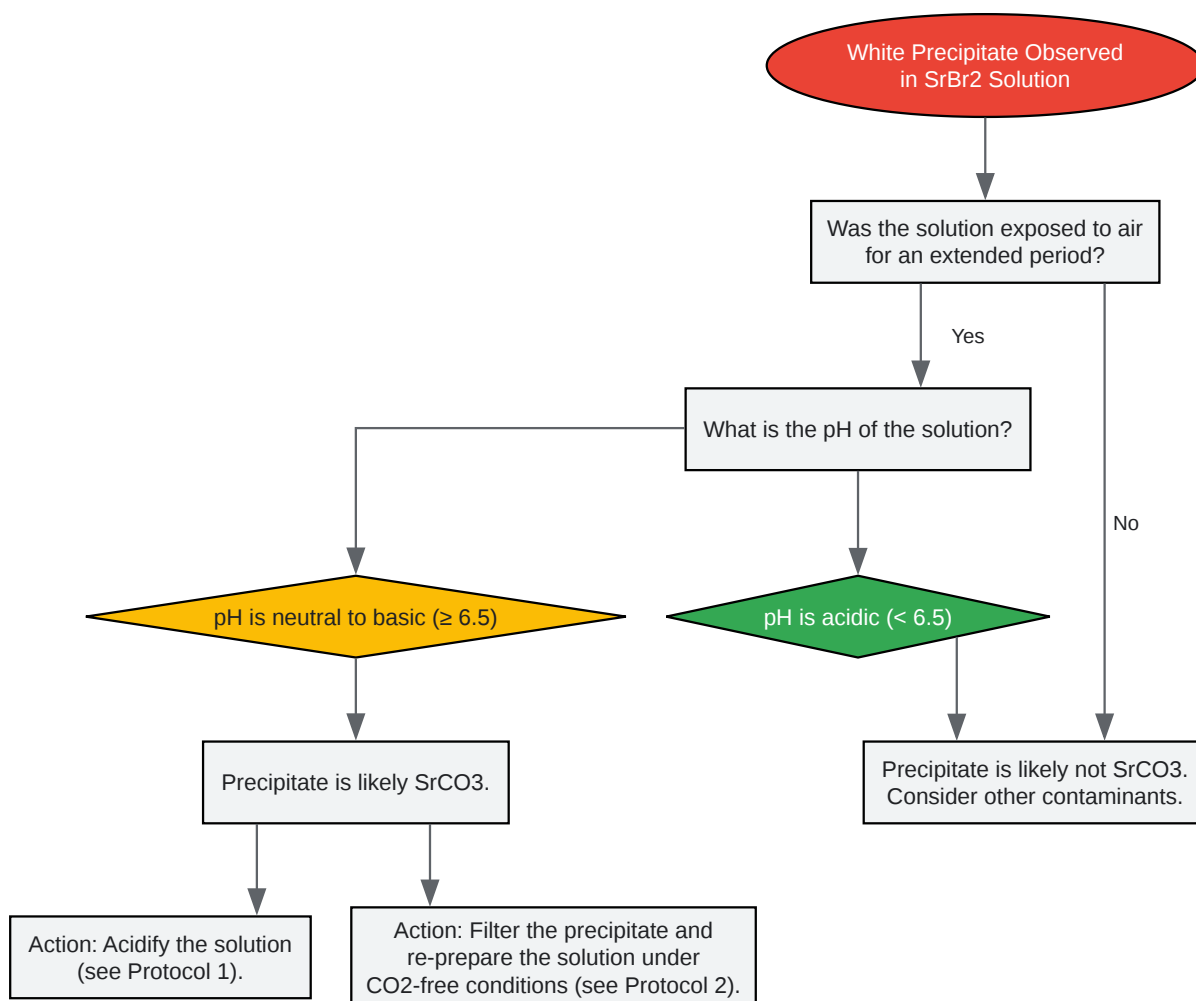 White Precipitate Observed
in SrBr2 Solution
Was the solution exposed to air
for an extended period?
Yes
What is the pH of the solution?
No
pH is neutral to basic (≥ 6.5)
pH is acidic (< 6.5)
Precipitate is likely SrCO3.
Precipitate is likely not SrCO3.
Consider other contaminants.
Action: Acidify the solution
(see Protocol 1).
Action: Filter the precipitate and
re-prepare the solution under
CO2-free conditions (see Protocol 2).